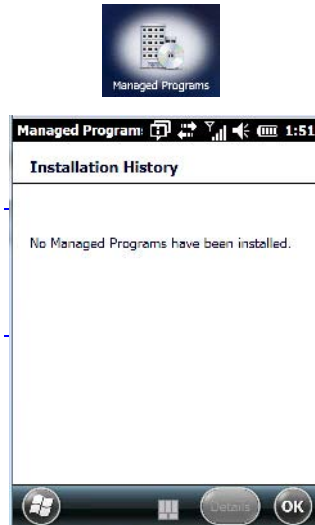 Managed Programs
Managed Program: 1:51
Installation History
No Managed Programs have been installed.
Details OK